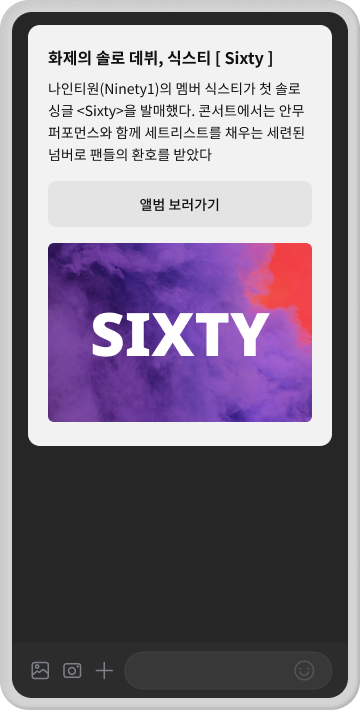 화제의 솔로 데뷔, 식스티 [ Sixty ]
나인티원(Ninety1)의 멤버 식스티가 첫 솔로
싱글 <Sixty>을 발매했다. 콘서트에서는 안무
퍼포먼스와 함께 세트리스트를 채우는 세련된
넘버로 팬들의 환호를 받았다
앨범 보러가기
SIXTY